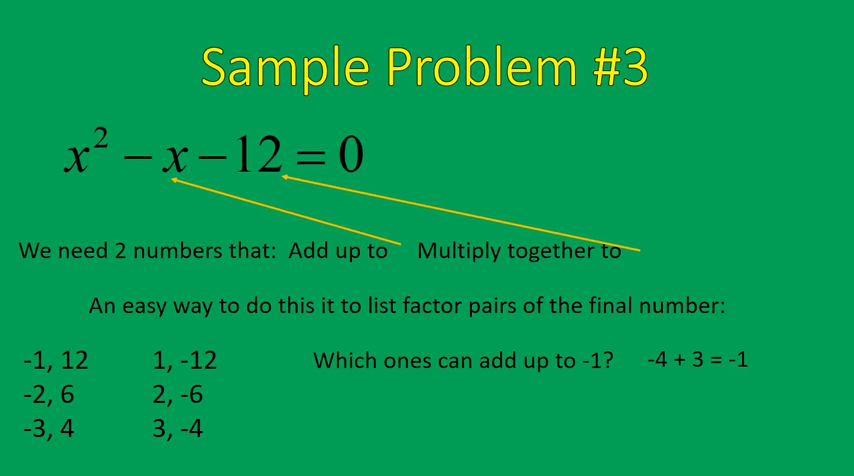 Sample Problem #3
x² − x − 12 = 0
We need 2 numbers that: Add up to Multiply together to
An easy way to do this it to list factor pairs of the final number:
-1, 12 1, -12 Which ones can add up to -1? -4 + 3 = -1
-2, 6 2, -6
-3, 4 3, -4